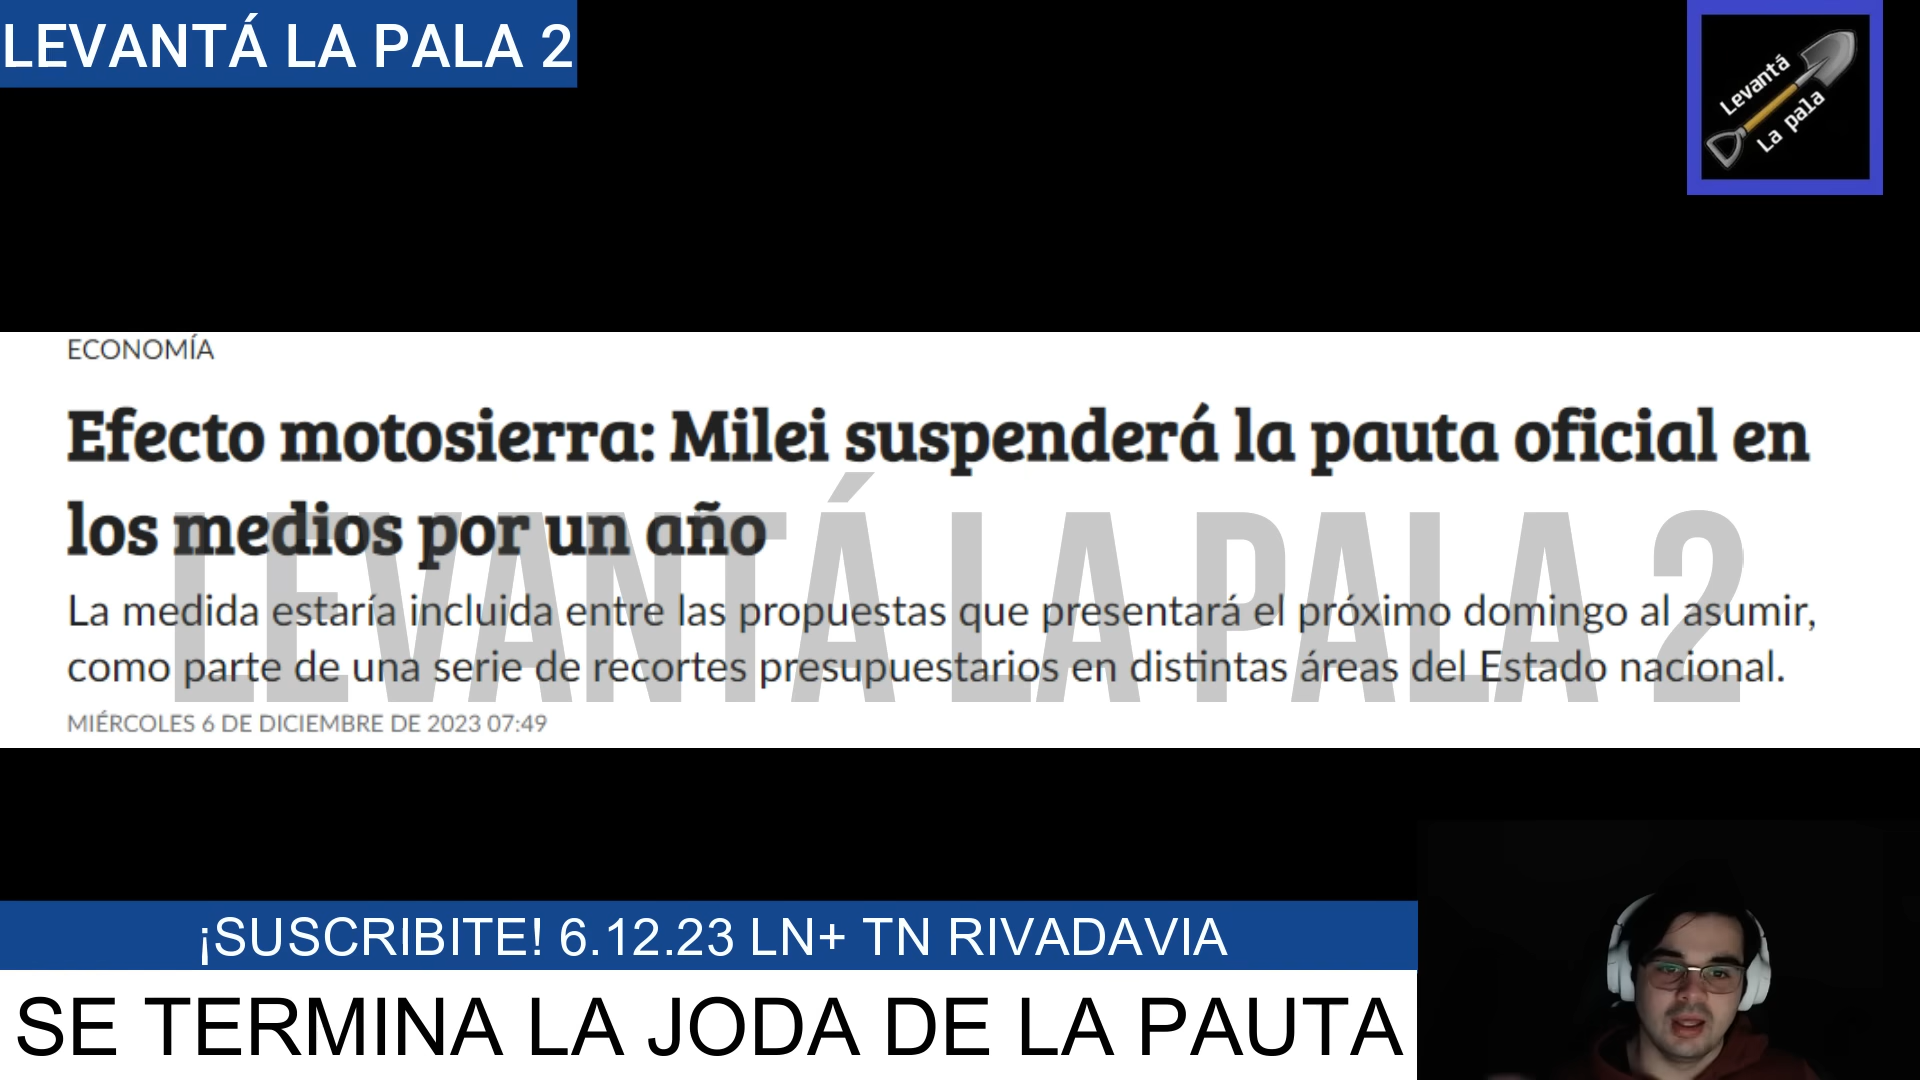 LEVANTÁ LA PALA 2
Levantá
La pala
ECONOMÍA
Efecto motosierra: Milei suspenderá la pauta oficial en
los medios por un año
LEVANTÁ LA PALA 2
La medida estaría incluida entre las propuestas que presentará el próximo domingo al asumir,
como parte de una serie de recortes presupuestarios en distintas áreas del Estado nacional.
MIÉRCOLES 6 DE DICIEMBRE DE 2023 07:49
¡SUSCRIBITE! 6.12.23 LN+ TN RIVADAVIA
SE TERMINA LA JODA DE LA PAUTA